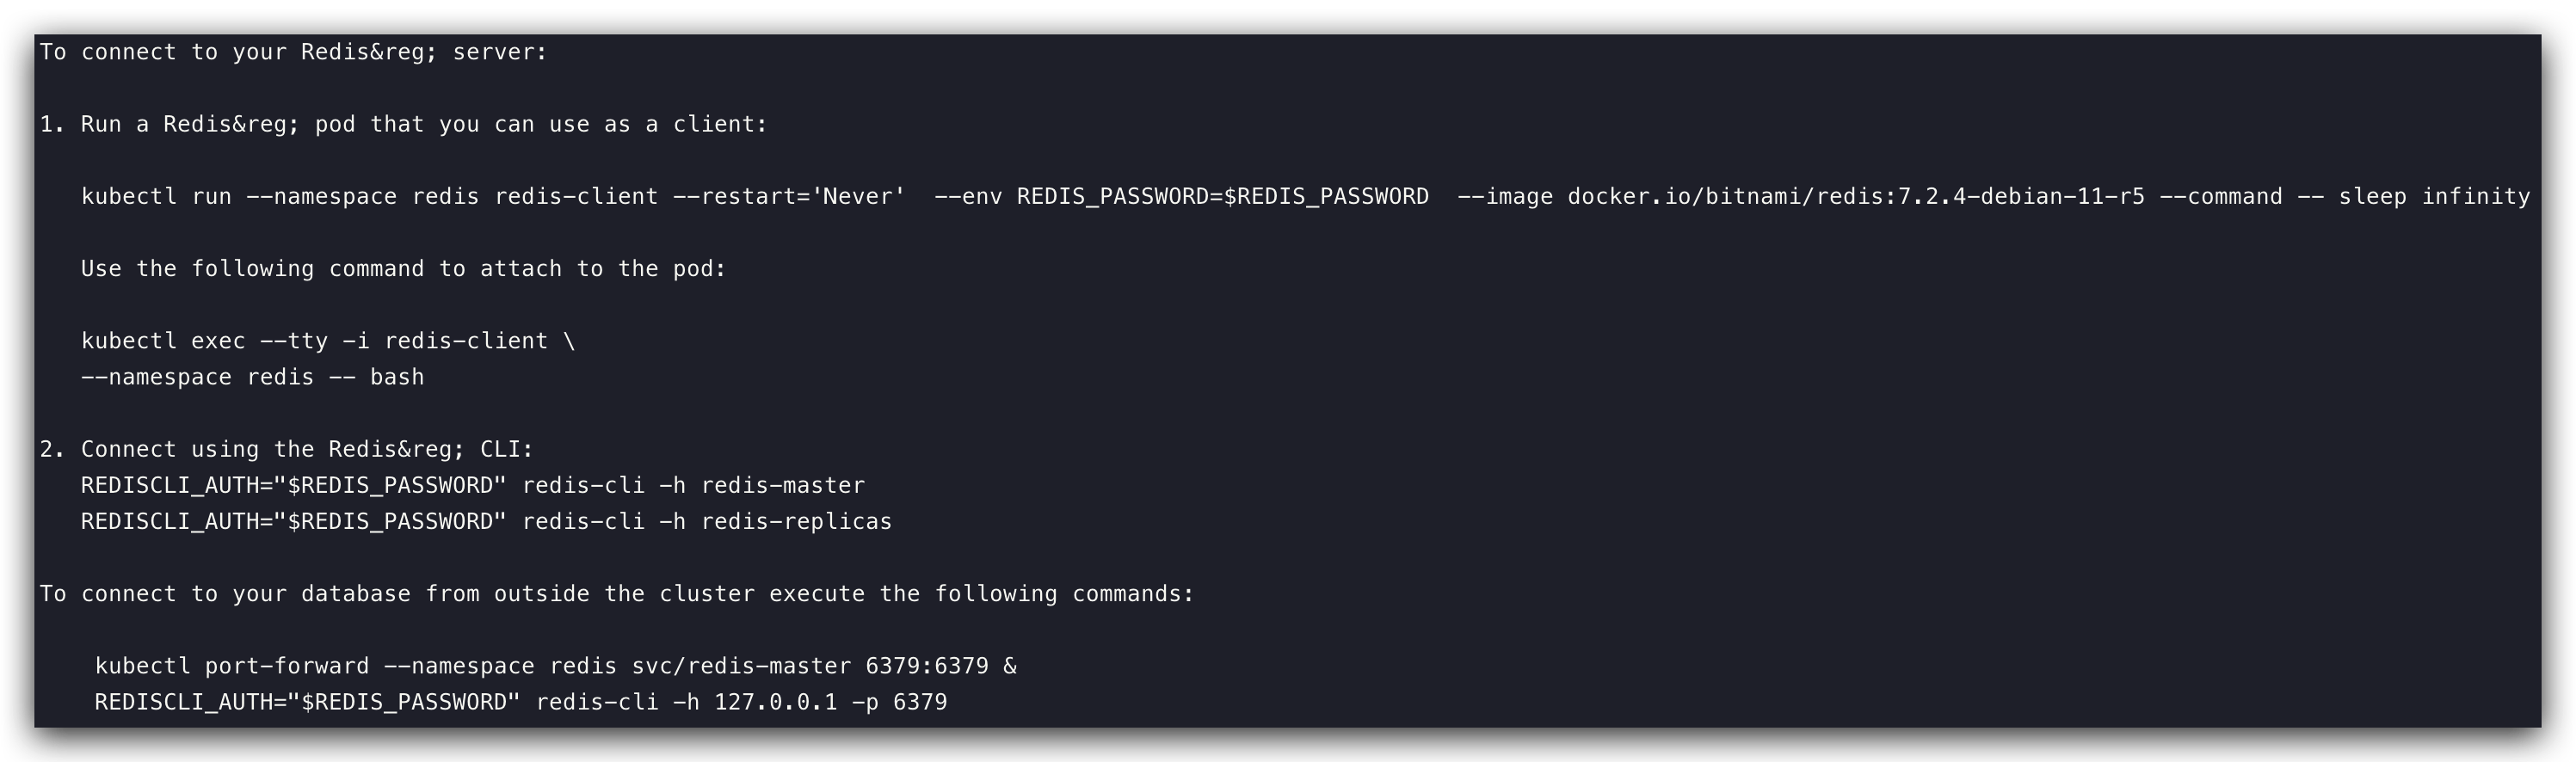 To connect to your Redis&reg; server:
1. Run a Redis&reg; pod that you can use as a client:
kubectl run --namespace redis redis-client --restart='Never'  --env REDIS_PASSWORD=$REDIS_PASSWORD  --image docker.io/bitnami/redis:7.2.4-debian-11-r5 --command -- sleep infinity
Use the following command to attach to the pod:
kubectl exec --tty -i redis-client \
--namespace redis -- bash
2. Connect using the Redis&reg; CLI:
REDISCLI_AUTH="$REDIS_PASSWORD" redis-cli -h redis-master
REDISCLI_AUTH="$REDIS_PASSWORD" redis-cli -h redis-replicas
To connect to your database from outside the cluster execute the following commands:
kubectl port-forward --namespace redis svc/redis-master 6379:6379 &
REDISCLI_AUTH="$REDIS_PASSWORD" redis-cli -h 127.0.0.1 -p 6379